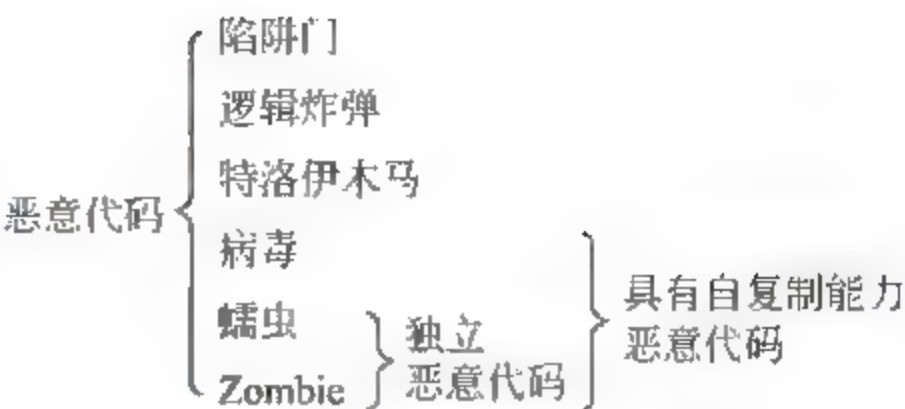 陷阱门
逻辑炸弹
特洛伊木马
恶意代码
病毒
蠕虫
Zombie
独立
恶意代码
具有自复制能力
恶意代码